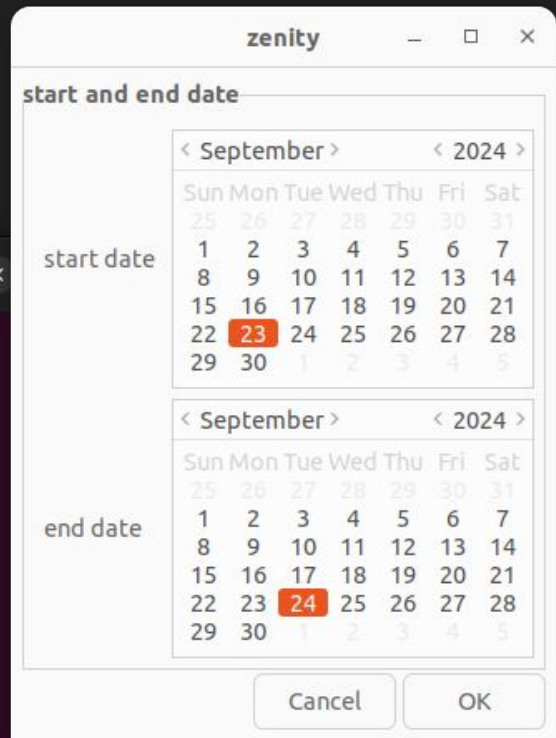 zenity
start and end date
< September > < 2024 >
Sun Mon Tue Wed Thu Fri Sat
25 26 27 28 29 30 31
1 2 3 4 5 6 7
start date
8 9 10 11 12 13 14
15 16 17 18 19 20 21
22 23 24 25 26 27 28
29 30 1 2 3 4 5
< September > < 2024 >
Sun Mon Tue Wed Thu Fri Sat
25 26 27 28 29 30 31
1 2 3 4 5 6 7
end date
8 9 10 11 12 13 14
15 16 17 18 19 20 21
22 23 24 25 26 27 28
29 30 1 2 3 4 5
Cancel OK